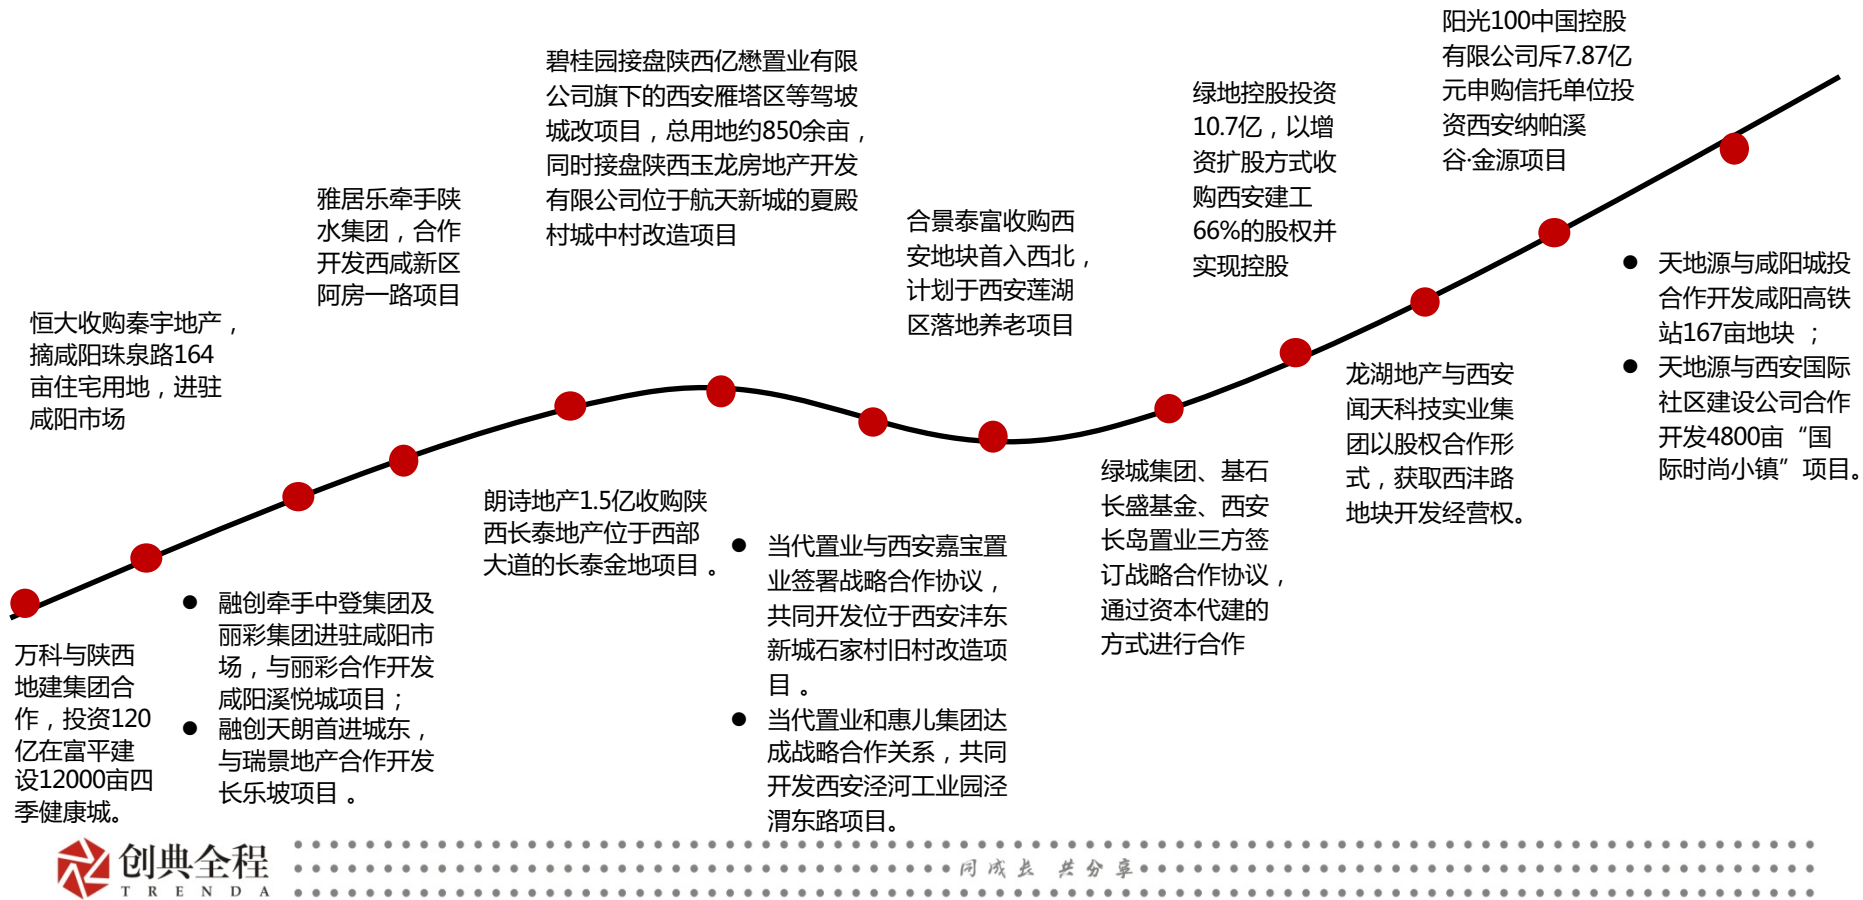 恒大收购秦宇地产，
摘咸阳珠泉路164
亩住宅用地，进驻
咸阳市场
雅居乐牵手陕
水集团，合作
开发西咸新区
阿房一路项目
碧桂园接盘陕西亿懋置业有限
公司旗下的西安雁塔区等驾坡
城改项目，总用地约850余亩，
同时接盘陕西玉龙房地产开发
有限公司位于航天新城的夏殿
村城中村改造项目
合景泰富收购西
安地块首入西北，
计划于西安莲湖
区落地养老项目
绿地控股投资
10.7亿，以增
资扩股方式收
购西安建工
66%的股权并
实现控股
阳光100中国控股
有限公司斥7.87亿
元申购信托单位投
资西安纳帕溪
谷·金源项目
万科与陕西
地建集团合
作，投资120
亿在富平建
设12000亩四
季健康城。
● 融创牵手中登集团及
丽彩集团进驻咸阳市
场，与丽彩合作开发
咸阳溪悦城项目；
● 融创天朗首进城东，
与瑞景地产合作开发
长乐坡项目 。
朗诗地产1.5亿收购陕
西长泰地产位于西部
大道的长泰金地项目 。
● 当代置业与西安嘉宝置
业签署战略合作协议，
共同开发位于西安沣东
新城石家村旧村改造项
目 。
● 当代置业和惠儿集团达
成战略合作关系，共同
开发西安泾河工业园泾
渭东路项目。
绿城集团、基石
长盛基金、西安
长岛置业三方签
订战略合作协议，
通过资本代建的
方式进行合作
龙湖地产与西安
闻天科技实业集
团以股权合作形
式，获取西沣路
地块开发经营权。
● 天地源与咸阳城投
合作开发咸阳高铁
站167亩地块 ；
● 天地源与西安国际
社区建设公司合作
开发4800亩“国
际时尚小镇”项目。
创典全程
TRENDA
同成长 共分享